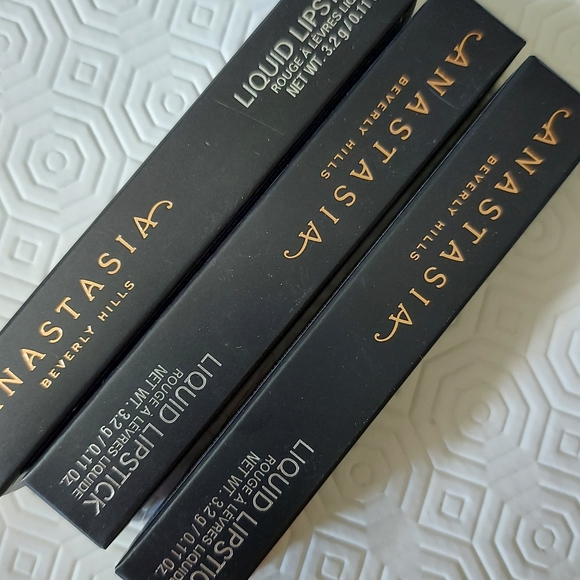 ANASTASIA
BEVERLY HILLS
LIQUID
ROUGE À LÈVRES
NET WT. 3.2 g/0.11
ANASTASIA
BEVERLY HILLS
LIQUID LIPSTICK
ROUGE À LÈVRES LIQUIDE
NET WT. 3.2 g/0.11 OZ
ANASTASIA
BEVERLY HILLS
LIQUID LIPSTICK
ROUGE À LÈVRES LIQUIDE
NET WT. 3.2 g/0.11 OZ